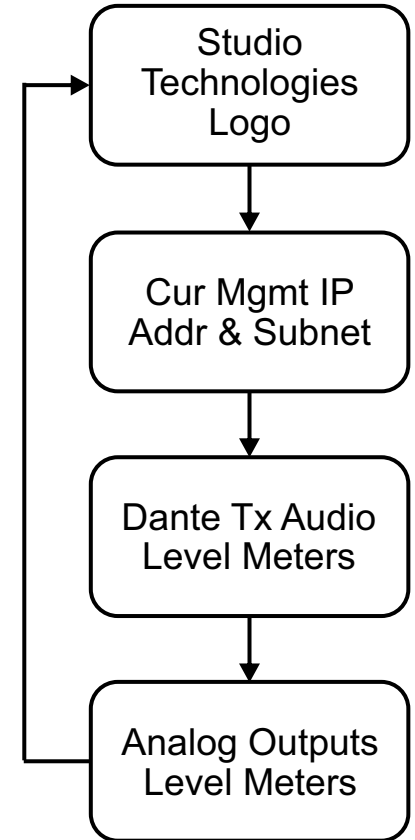 Studio
Technologies
Logo
Cur Mgmt IP
Addr & Subnet
Dante Tx Audio
Level Meters
Analog Outputs
Level Meters